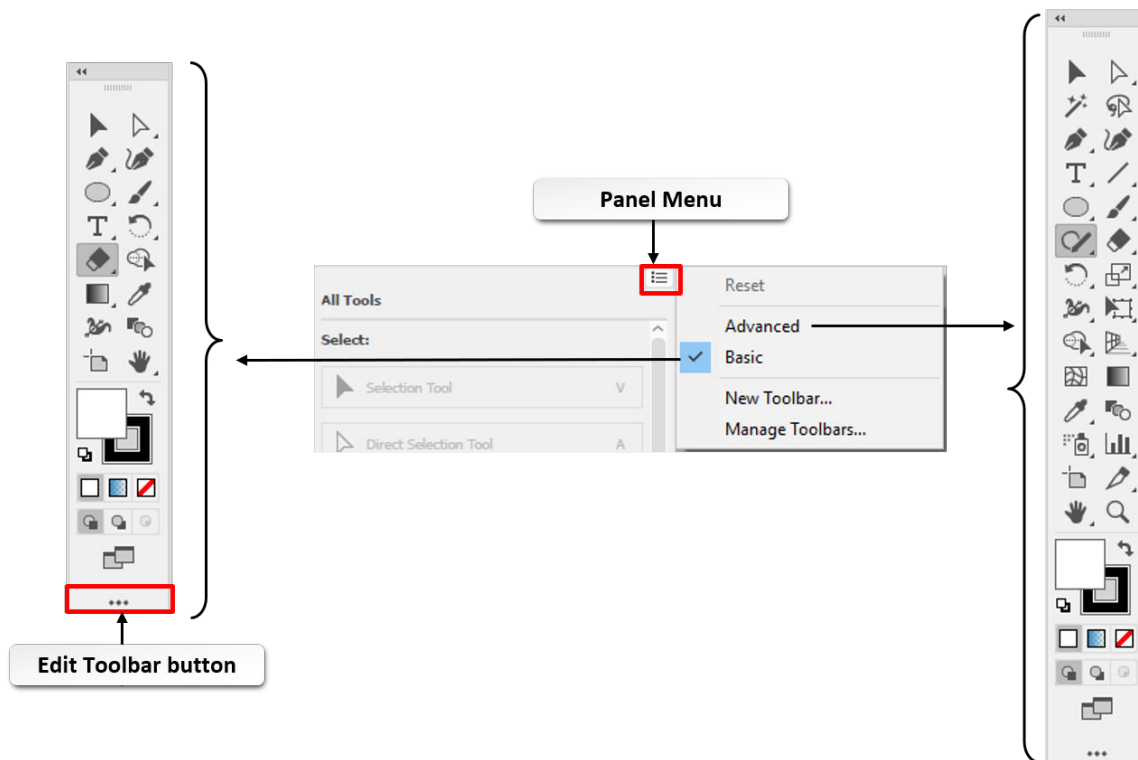 Panel Menu
All Tools
Select:
Selection Tool V
Direct Selection Tool A
Reset
Advanced
Basic
New Toolbar...
Manage Toolbars...
Edit Toolbar button